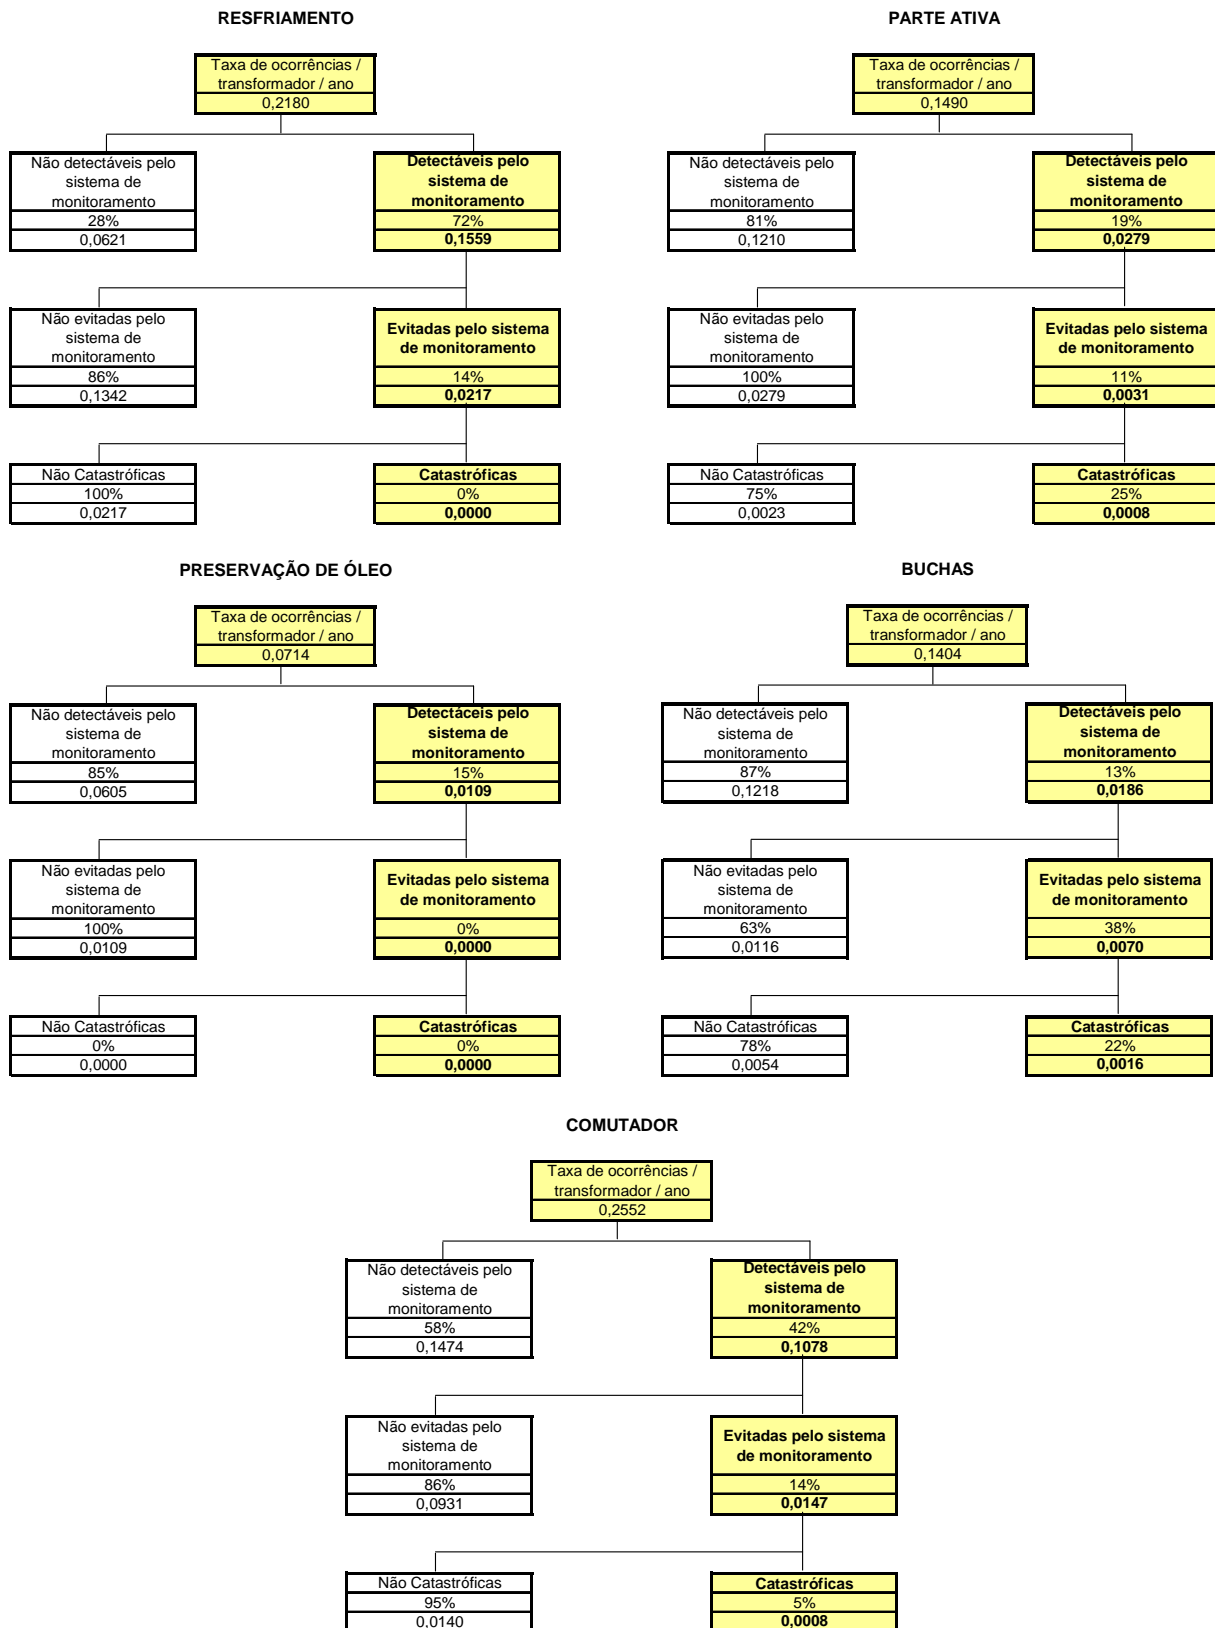 RESFRIAMENTO
Taxa de ocorrências /
transformador / ano
0,2180
Não detectáveis pelo
sistema de
monitoramento
28%
0,0621
Detectáveis pelo
sistema de
monitoramento
72%
0,1559
Não evitadas pelo
sistema de
monitoramento
86%
0,1342
Evitadas pelo sistema
de monitoramento
14%
0,0217
Não Catastróficas
100%
0,0217
Catastróficas
0%
0,0000
PARTE ATIVA
Taxa de ocorrências /
transformador / ano
0,1490
Não detectáveis pelo
sistema de
monitoramento
81%
0,1210
Detectáveis pelo
sistema de
monitoramento
19%
0,0279
Não evitadas pelo
sistema de
monitoramento
100%
0,0279
Evitadas pelo sistema
de monitoramento
11%
0,0031
Não Catastróficas
75%
0,0023
Catastróficas
25%
0,0008
PRESERVAÇÃO DE ÓLEO
Taxa de ocorrências /
transformador / ano
0,0714
Não detectáveis pelo
sistema de
monitoramento
85%
0,0605
Detectáceis pelo
sistema de
monitoramento
15%
0,0109
Não evitadas pelo
sistema de
monitoramento
100%
0,0109
Evitadas pelo sistema
de monitoramento
0%
0,0000
Não Catastróficas
0%
0,0000
Catastróficas
0%
0,0000
BUCHAS
Taxa de ocorrências /
transformador / ano
0,1404
Não detectáveis pelo
sistema de
monitoramento
87%
0,1218
Detectáveis pelo
sistema de
monitoramento
13%
0,0186
Não evitadas pelo
sistema de
monitoramento
63%
0,0116
Evitadas pelo sistema
de monitoramento
38%
0,0070
Não Catastróficas
78%
0,0054
Catastróficas
22%
0,0016
COMUTADOR
Taxa de ocorrências /
transformador / ano
0,2552
Não detectáveis pelo
sistema de
monitoramento
58%
0,1474
Detectáveis pelo
sistema de
monitoramento
42%
0,1078
Não evitadas pelo
sistema de
monitoramento
86%
0,0931
Evitadas pelo sistema
de monitoramento
14%
0,0147
Não Catastróficas
95%
0,0140
Catastróficas
5%
0,0008